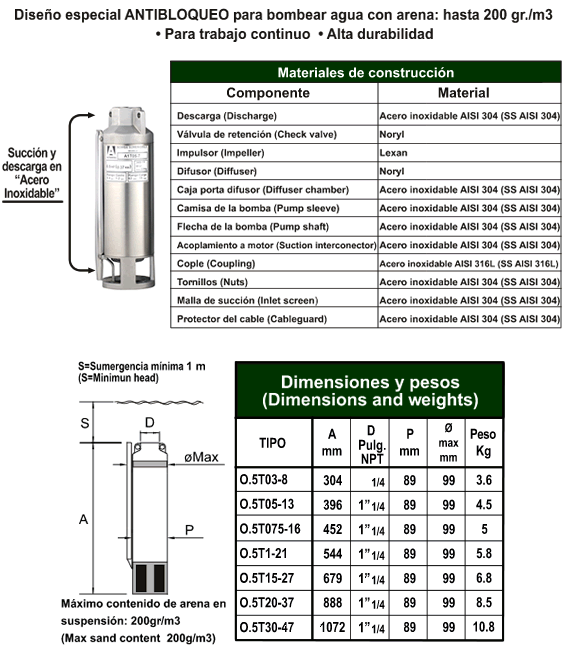 Diseño especial ANTIBLOQUEO para bombear agua con arena: hasta 200 gr./m3
• Para trabajo continuo • Alta durabilidad
Materiales de construcción
Componente Material
Descarga (Discharge) Acero inoxidable AISI 304 (SS AISI 304)
Válvula de retención (Check valve) Noryl
Impulsor (Impeller) Lexan
Difusor (Diffuser) Noryl
Caja porta difusor (Diffuser chamber) Acero inoxidable AISI 304 (SS AISI 304)
Camisa de la bomba (Pump sleeve) Acero inoxidable AISI 304 (SS AISI 304)
Flecha de la bomba (Pump shaft) Acero inoxidable AISI 304 (SS AISI 304)
Acoplamiento a motor (Suction interconector) Acero inoxidable AISI 304 (SS AISI 304)
Cople (Coupling) Acero inoxidable AISI 316L (SS AISI 316L)
Tornillos (Nuts) Acero inoxidable AISI 304 (SS AISI 304)
Malla de succión (Inlet screen) Acero inoxidable AISI 304 (SS AISI 304)
Protector del cable (Cableguard) Acero inoxidable AISI 304 (SS AISI 304)
Succión y
descarga en
“Acero
Inoxidable”
A
S=Sumergencia mínima 1 m
(S=Minimun head)
S
D
øMax
A
P
Máximo contenido de arena en
suspensión: 200gr/m3
(Max sand content 200g/m3)
Dimensiones y pesos
(Dimensions and weights)
TIPO A mm D Pulg. NPT P mm Ø max mm Peso Kg
O.5T03-8 304 1/4 89 99 3.6
O.5T05-13 396 1” 1/4 89 99 4.5
O.5T075-16 452 1” 1/4 89 99 5
O.5T1-21 544 1” 1/4 89 99 5.8
O.5T15-27 679 1” 1/4 89 99 6.8
O.5T20-37 888 1” 1/4 89 99 8.5
O.5T30-47 1072 1” 1/4 89 99 10.8